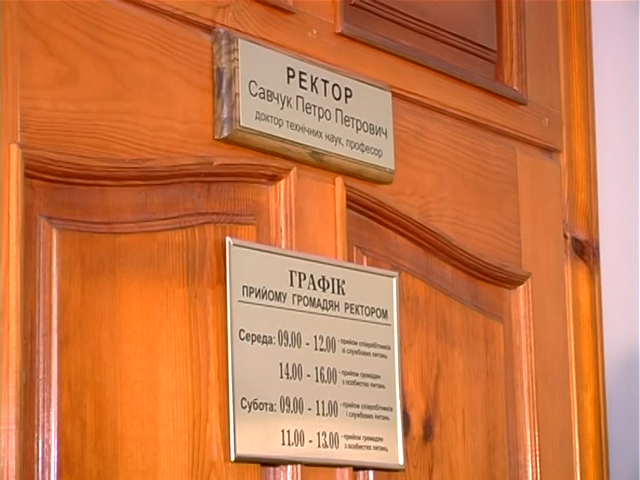 РЕКТОР
Савчук Петро Петрович
доктор технічних наук, професор
ГРАФІК
ПРИЙОМУ ГРОМАДЯН РЕКТОРОМ
Середа: 09.00 - 12.00 - прийом співробітників
зі службових питань
14.00 - 16.00 - прийом громадян
з особистих питань
Субота: 09.00 - 11.00 - прийом співробітників
і службових питань
11.00 - 13.00 - прийом громадян
з особистих питань